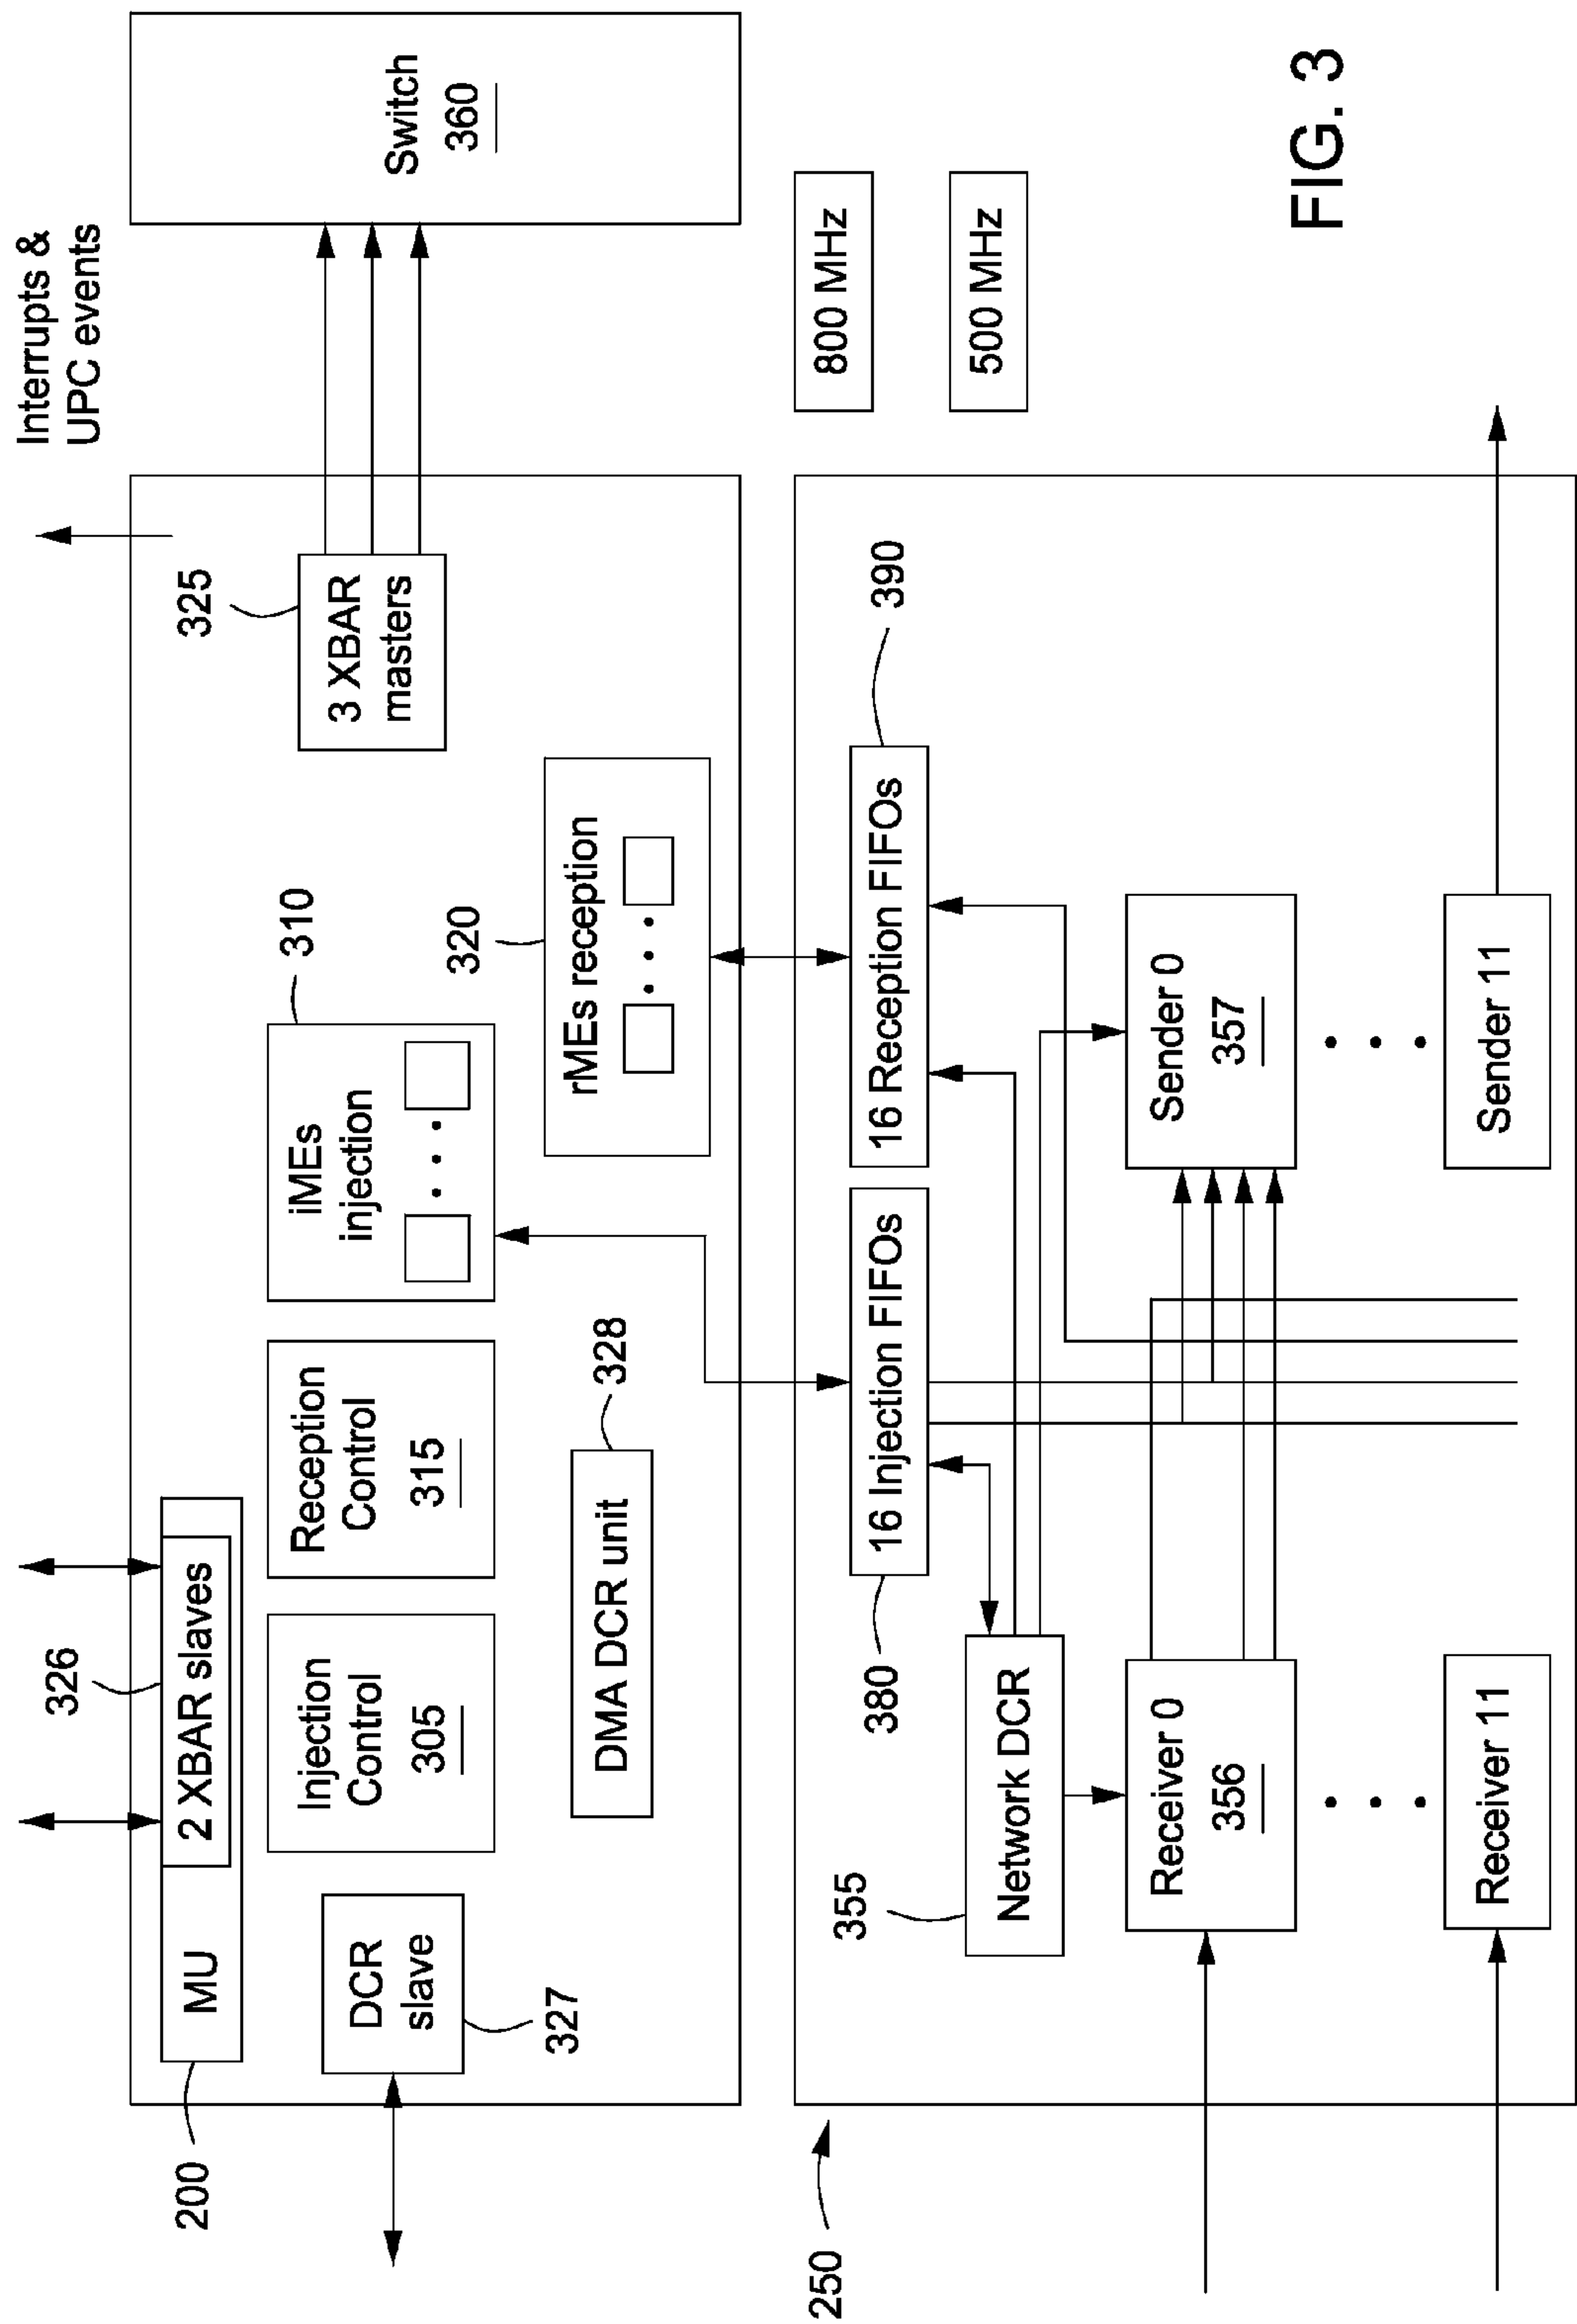 Interrupts &
UPC events
200
MU
2 XBAR slaves
326
DCR
slave
327
Injection
Control
305
Reception
Control
315
iMEs
injection
310
rMEs reception
320
325
3 XBAR
masters
Switch
360
DMA DCR unit
328
250
800 MHz
500 MHz
380
16 Injection FIFOs
16 Reception FIFOs
390
355
Network DCR
Receiver 0
356
Receiver 11
Sender 0
357
Sender 11
FIG. 3